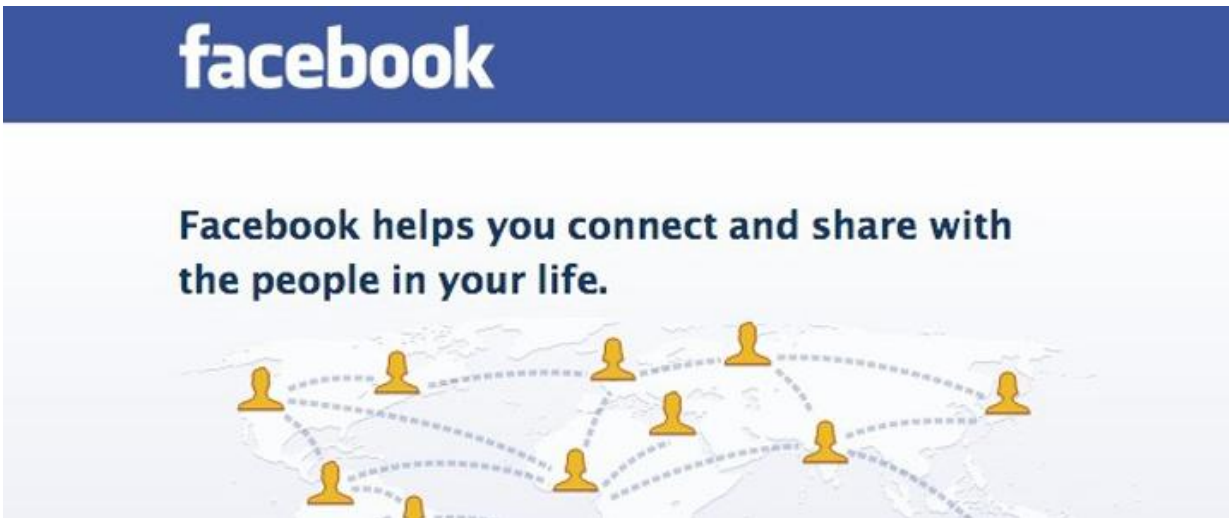 facebook
Facebook helps you connect and share with
the people in your life.